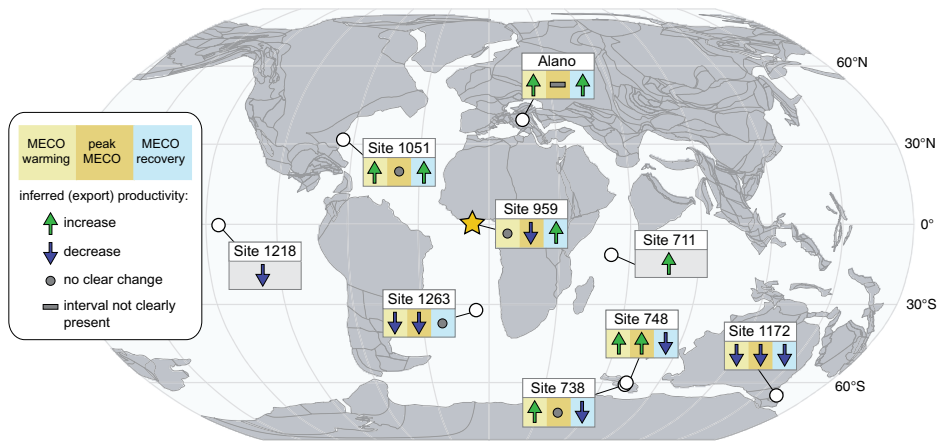 Alano
60°N
MECO warming
peak MECO
MECO recovery
30°N
Site 1051
inferred (export) productivity:
increase
Site 959
0°
decrease
Site 1218
Site 711
no clear change
interval not clearly
present
Site 1263
30°S
Site 748
Site 1172
Site 738
60°S